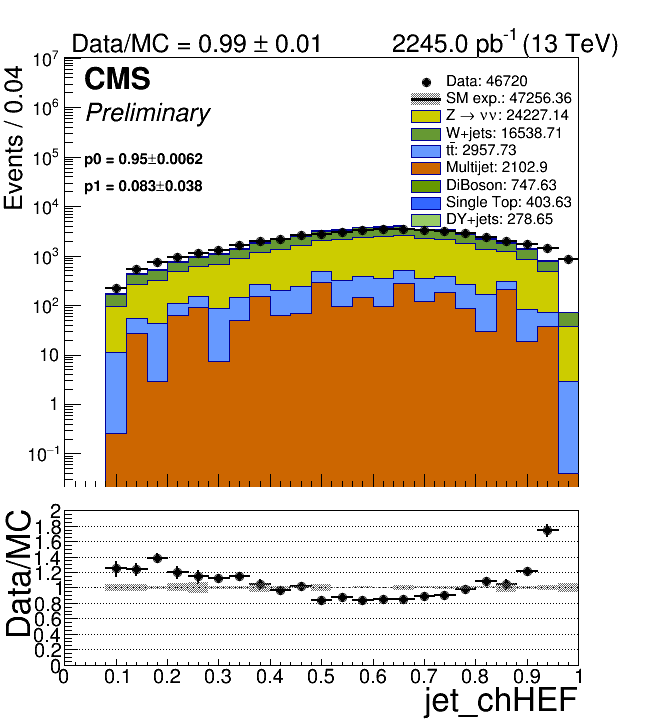 Data/MC = 0.99 ± 0.01 2245.0 pb⁻¹ (13 TeV)
Events / 0.04
10⁷
10⁶
10⁵
10⁴
10³
10²
10
1
10⁻¹
CMS
Preliminary
p0 = 0.95±0.0062
p1 = 0.083±0.038
Data: 46720
SM exp.: 47256.36
Z → νν: 24227.14
W+jets: 16538.71
tt̄: 2957.73
Multijet: 2102.9
DiBoson: 747.63
Single Top: 403.63
DY+jets: 278.65
Data/MC
2
1.8
1.6
1.4
1.2
1
0.8
0.6
0.4
0.2
0
0 0.1 0.2 0.3 0.4 0.5 0.6 0.7 0.8 0.9 1
jet_chHEF